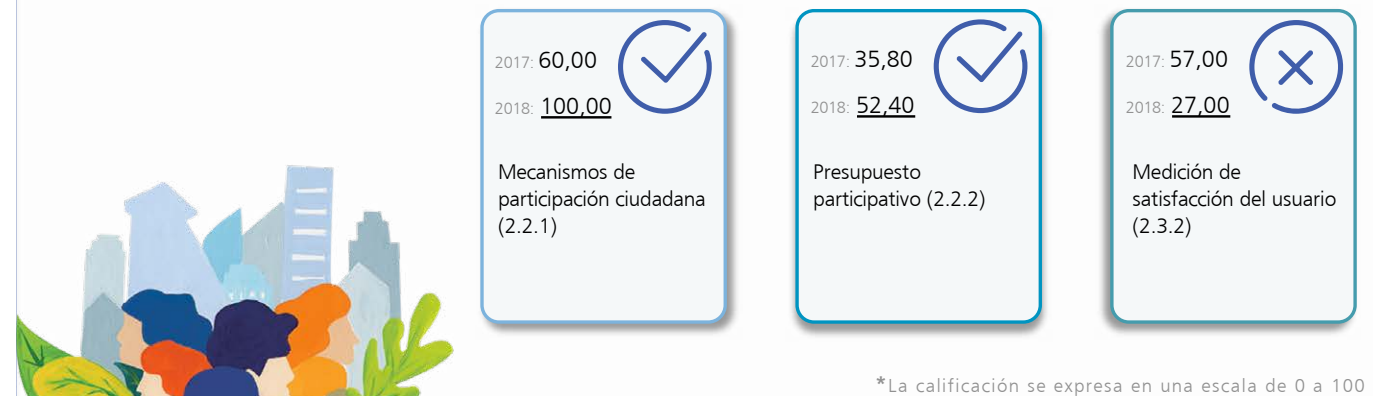 2017: 60,00
2018: 100,00
Mecanismos de
participación ciudadana
(2.2.1)
2017: 35,80
2018: 52,40
Presupuesto
participativo (2.2.2)
2017: 57,00
2018: 27,00
Medición de
satisfacción del usuario
(2.3.2)
*La calificación se expresa en una escala de 0 a 100